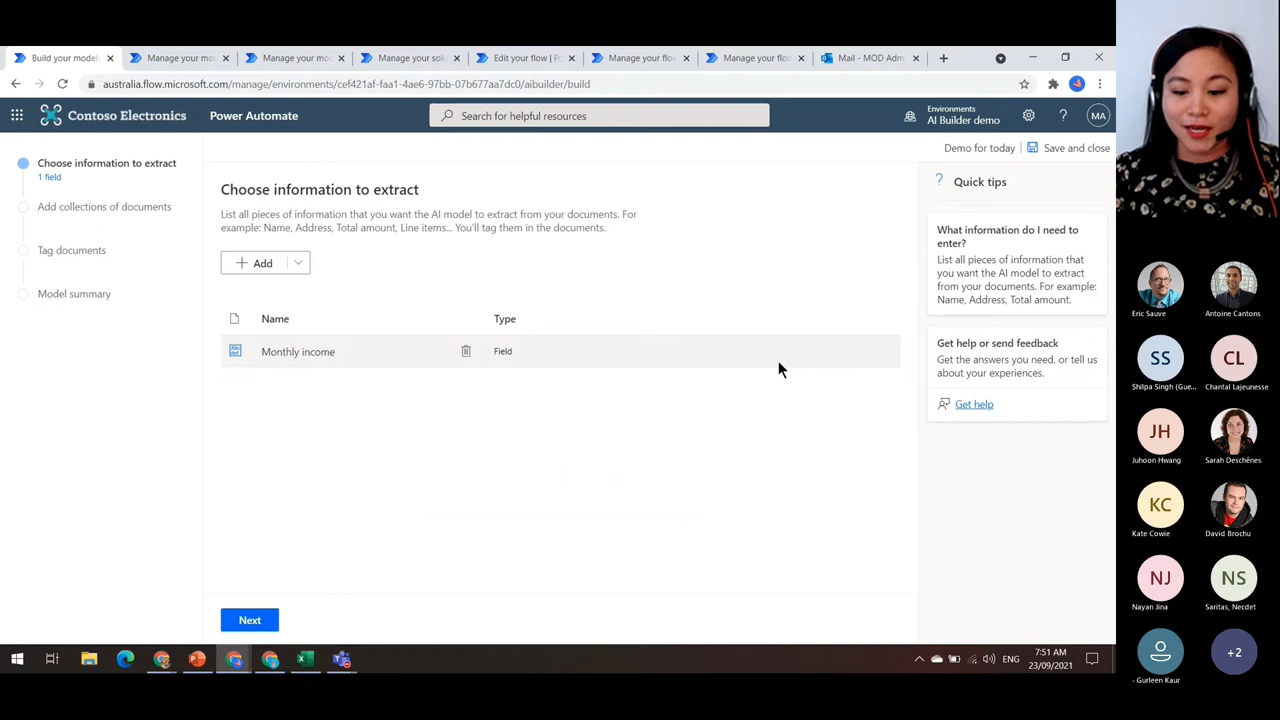 Build your model
Manage your mo
Manage your mo
Manage your solu
Edit your flow | P
Manage your flow
Manage your flow
Mail - MOD Admi
australia.flow.microsoft.com/manage/environments/cef421af-faa1-4ae6-97bb-07b677aa7dc0/aibuilder/build
Contoso Electronics
Power Automate
Search for helpful resources
Environments
AI Builder demo
MA
Demo for today
Save and close
Choose information to extract
1 field
Add collections of documents
Tag documents
Model summary
Choose information to extract
List all pieces of information that you want the AI model to extract from your documents. For
example: Name, Address, Total amount, Line items... You'll tag them in the documents.
Add
Name
Type
Monthly income
Field
Next
Quick tips
What information do I need to
enter?
List all pieces of information that
you want the AI model to extract
from your documents. For example:
Name, Address, Total amount.
Get help or send feedback
Get the answers you need, or tell us
about your experiences.
Get help
ENG
7:51 AM
23/09/2021
Eric Sauve
Antoine Cantons
SS
CL
Shilpa Singh (Gue...
Chantal Lajeunesse
JH
Juhoon Hwang
Sarah Deschênes
KC
Kate Cowie
David Brochu
NJ
NS
Nayan Jina
Saritas, Necdet
+2
- Gurleen Kaur